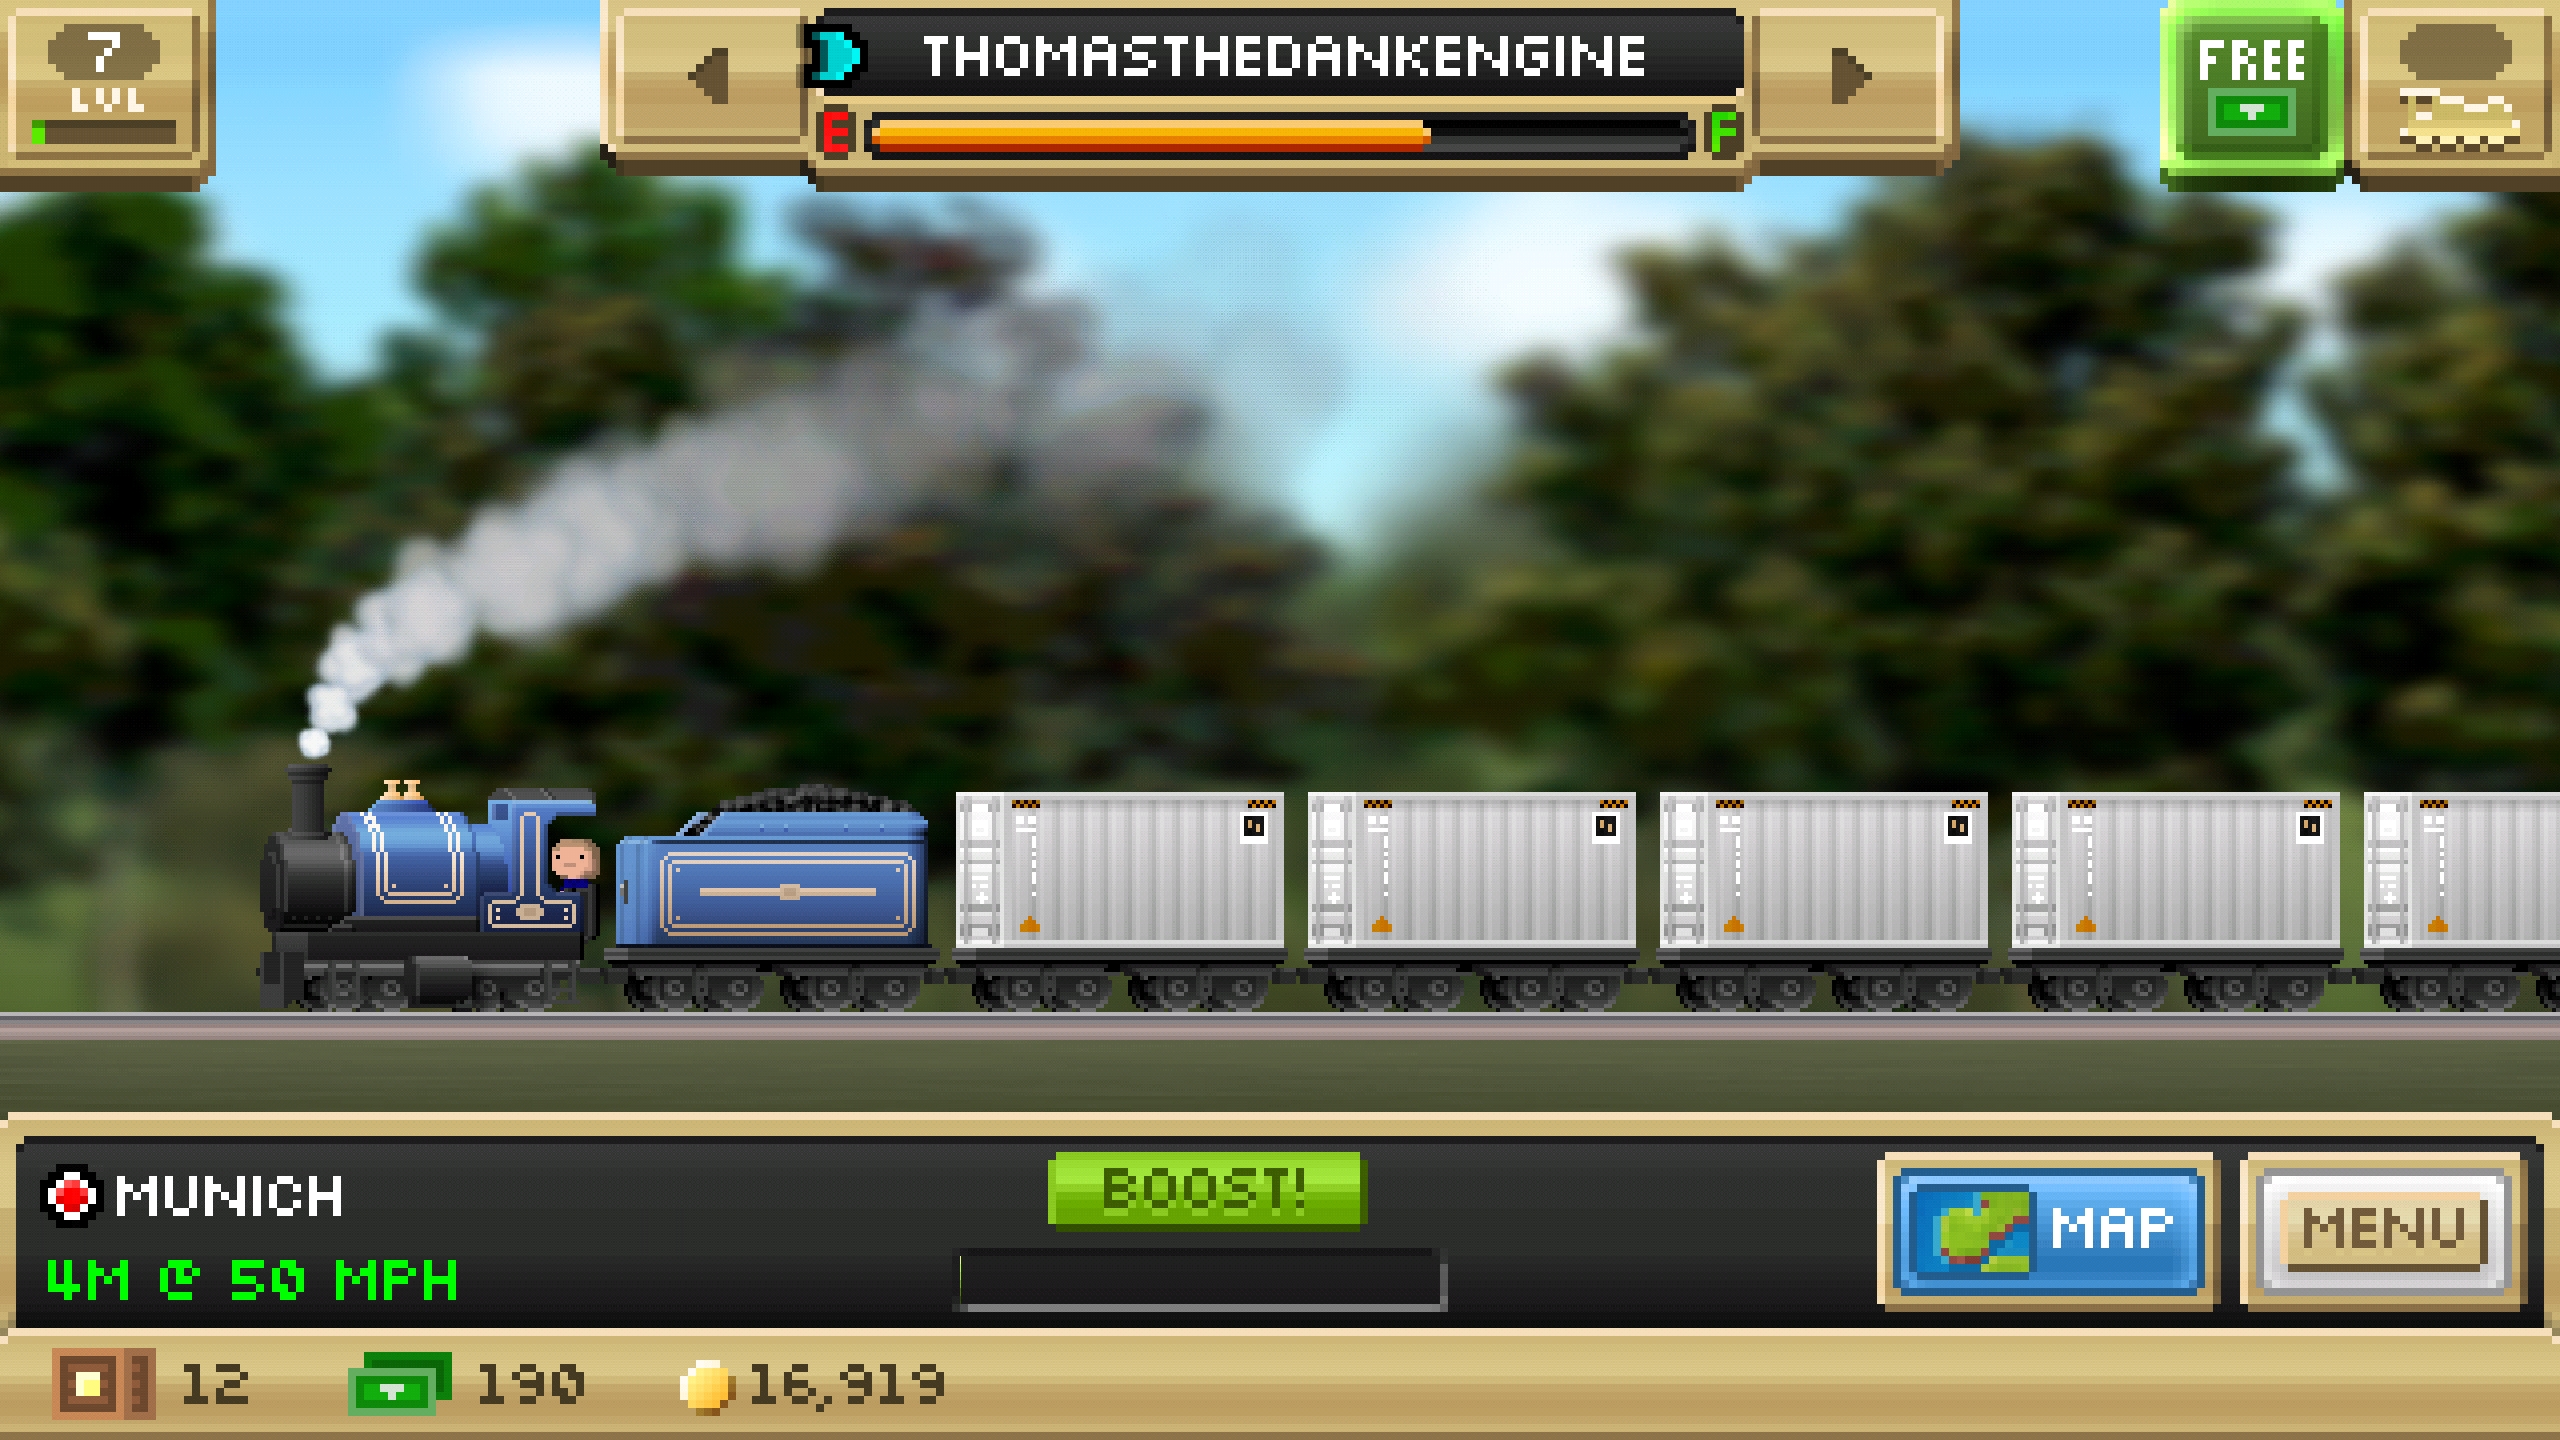 7
LVL
THOMASTHEDANKENGINE
E F
FREE
MUNICH
4M @ 50 MPH
BOOST!
MAP
MENU
12 190 16,919